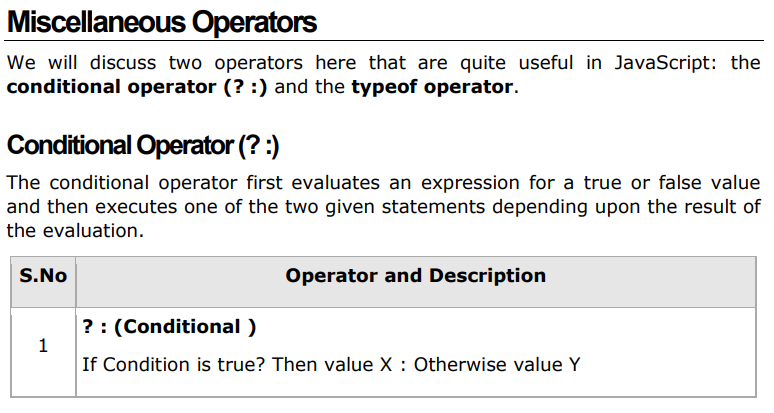 Miscellaneous Operators
We will discuss two operators here that are quite useful in JavaScript: the
conditional operator (? :) and the typeof operator.
Conditional Operator (? :)
The conditional operator first evaluates an expression for a true or false value
and then executes one of the two given statements depending upon the result of
the evaluation.
S.No Operator and Description
? : (Conditional )
1
If Condition is true? Then value X : Otherwise value Y